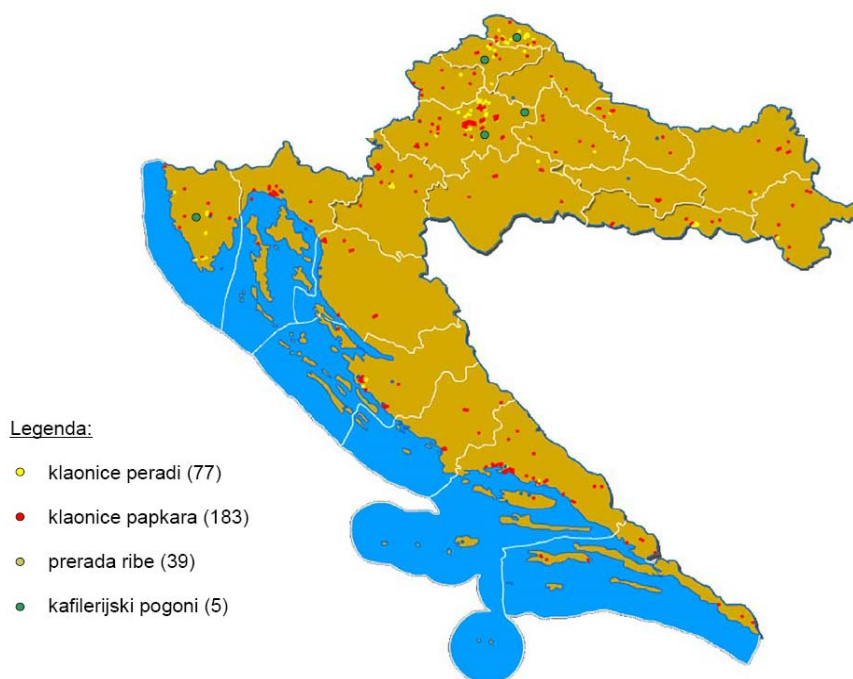 Legenda:
klaonice peradi (77)
klaonice papkara (183)
prerada ribe (39)
kafilerijski pogoni (5)